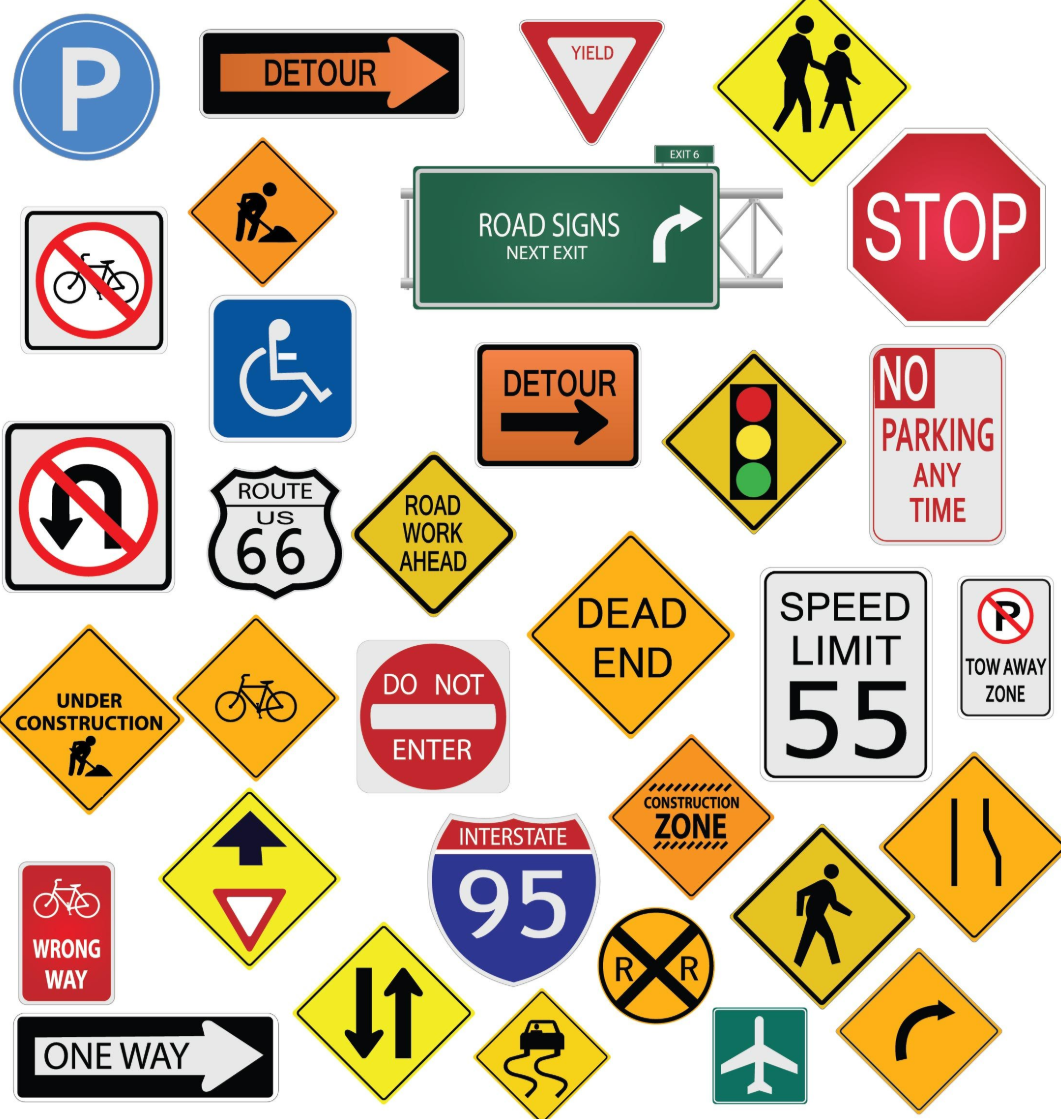 P
DETOUR
YIELD
EXIT 6
ROAD SIGNS
NEXT EXIT
STOP
DETOUR
NO
PARKING
ANY
TIME
ROUTE
US
66
ROAD
WORK
AHEAD
DEAD
END
SPEED
LIMIT
55
P
TOW AWAY
ZONE
UNDER
CONSTRUCTION
DO NOT
ENTER
CONSTRUCTION
ZONE
INTERSTATE
95
WRONG
WAY
R R
ONE WAY